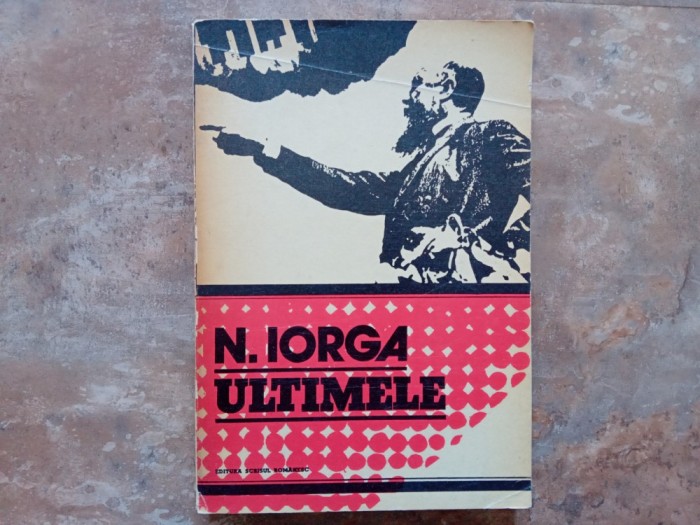 N. IORGA
ULTIMELE
EDITURA SCRISUL ROMÂNESC